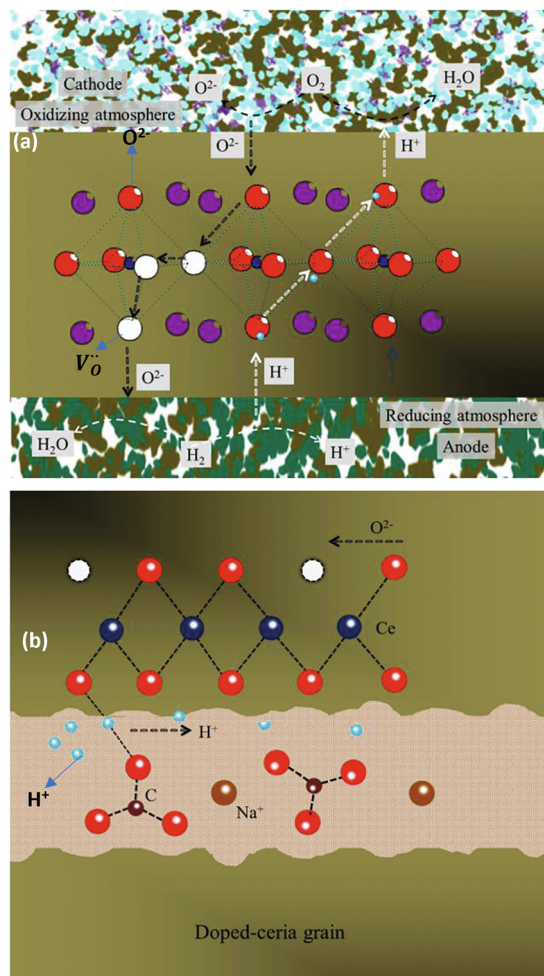 Cathode
O²⁻
O₂
H₂O
Oxidizing atmosphere
(a)
O²⁻
O²⁻
H⁺
V_O^{··}
O²⁻
H⁺
Reducing atmosphere
H₂O
H₂
H⁺
Anode
O²⁻
(b)
Ce
H⁺
H⁺
C
Na⁺
Doped-ceria grain